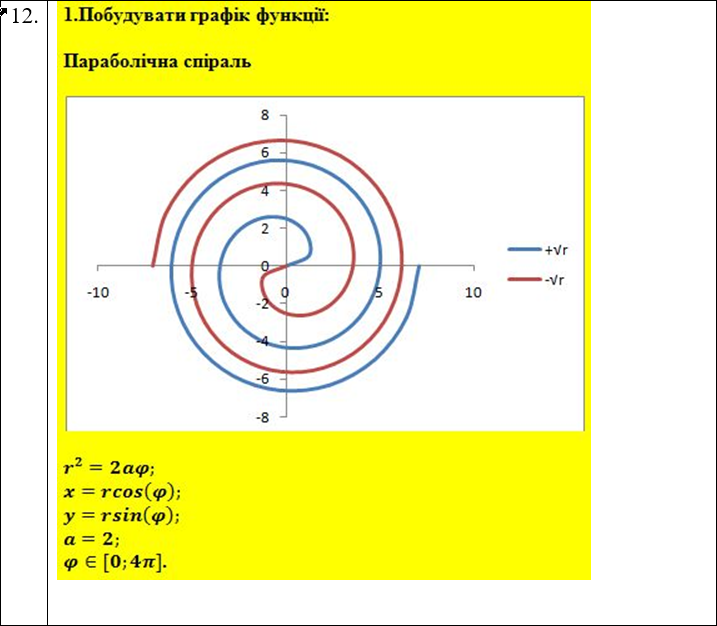 12.
1.Побудувати графік функції:
Параболічна спіраль
8
6
4
2
0
-2
-4
-6
-8
-10
-5
0
5
10
+√r
-√r
r² = 2aφ;
x = rcos(φ);
y = rsin(φ);
a = 2;
φ ∈ [0; 4π].